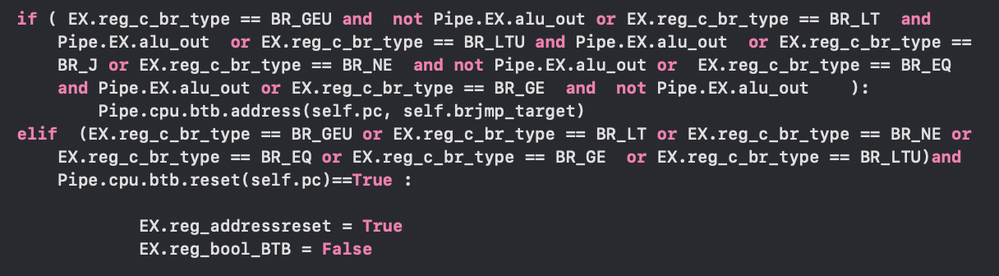 if ( EX.reg_c_br_type == BR_GEU and  not Pipe.EX.alu_out or EX.reg_c_br_type == BR_LT  and
Pipe.EX.alu_out  or EX.reg_c_br_type == BR_LTU and Pipe.EX.alu_out  or EX.reg_c_br_type ==
BR_J or EX.reg_c_br_type == BR_NE  and not Pipe.EX.alu_out or  EX.reg_c_br_type == BR_EQ
and Pipe.EX.alu_out or EX.reg_c_br_type == BR_GE  and  not Pipe.EX.alu_out    ):
Pipe.cpu.btb.address(self.pc, self.brjmp_target)
elif  (EX.reg_c_br_type == BR_GEU or EX.reg_c_br_type == BR_LT or EX.reg_c_br_type == BR_NE or
EX.reg_c_br_type == BR_EQ or EX.reg_c_br_type == BR_GE  or EX.reg_c_br_type == BR_LTU)and
Pipe.cpu.btb.reset(self.pc)==True :
EX.reg_addressreset = True
EX.reg_bool_BTB = False